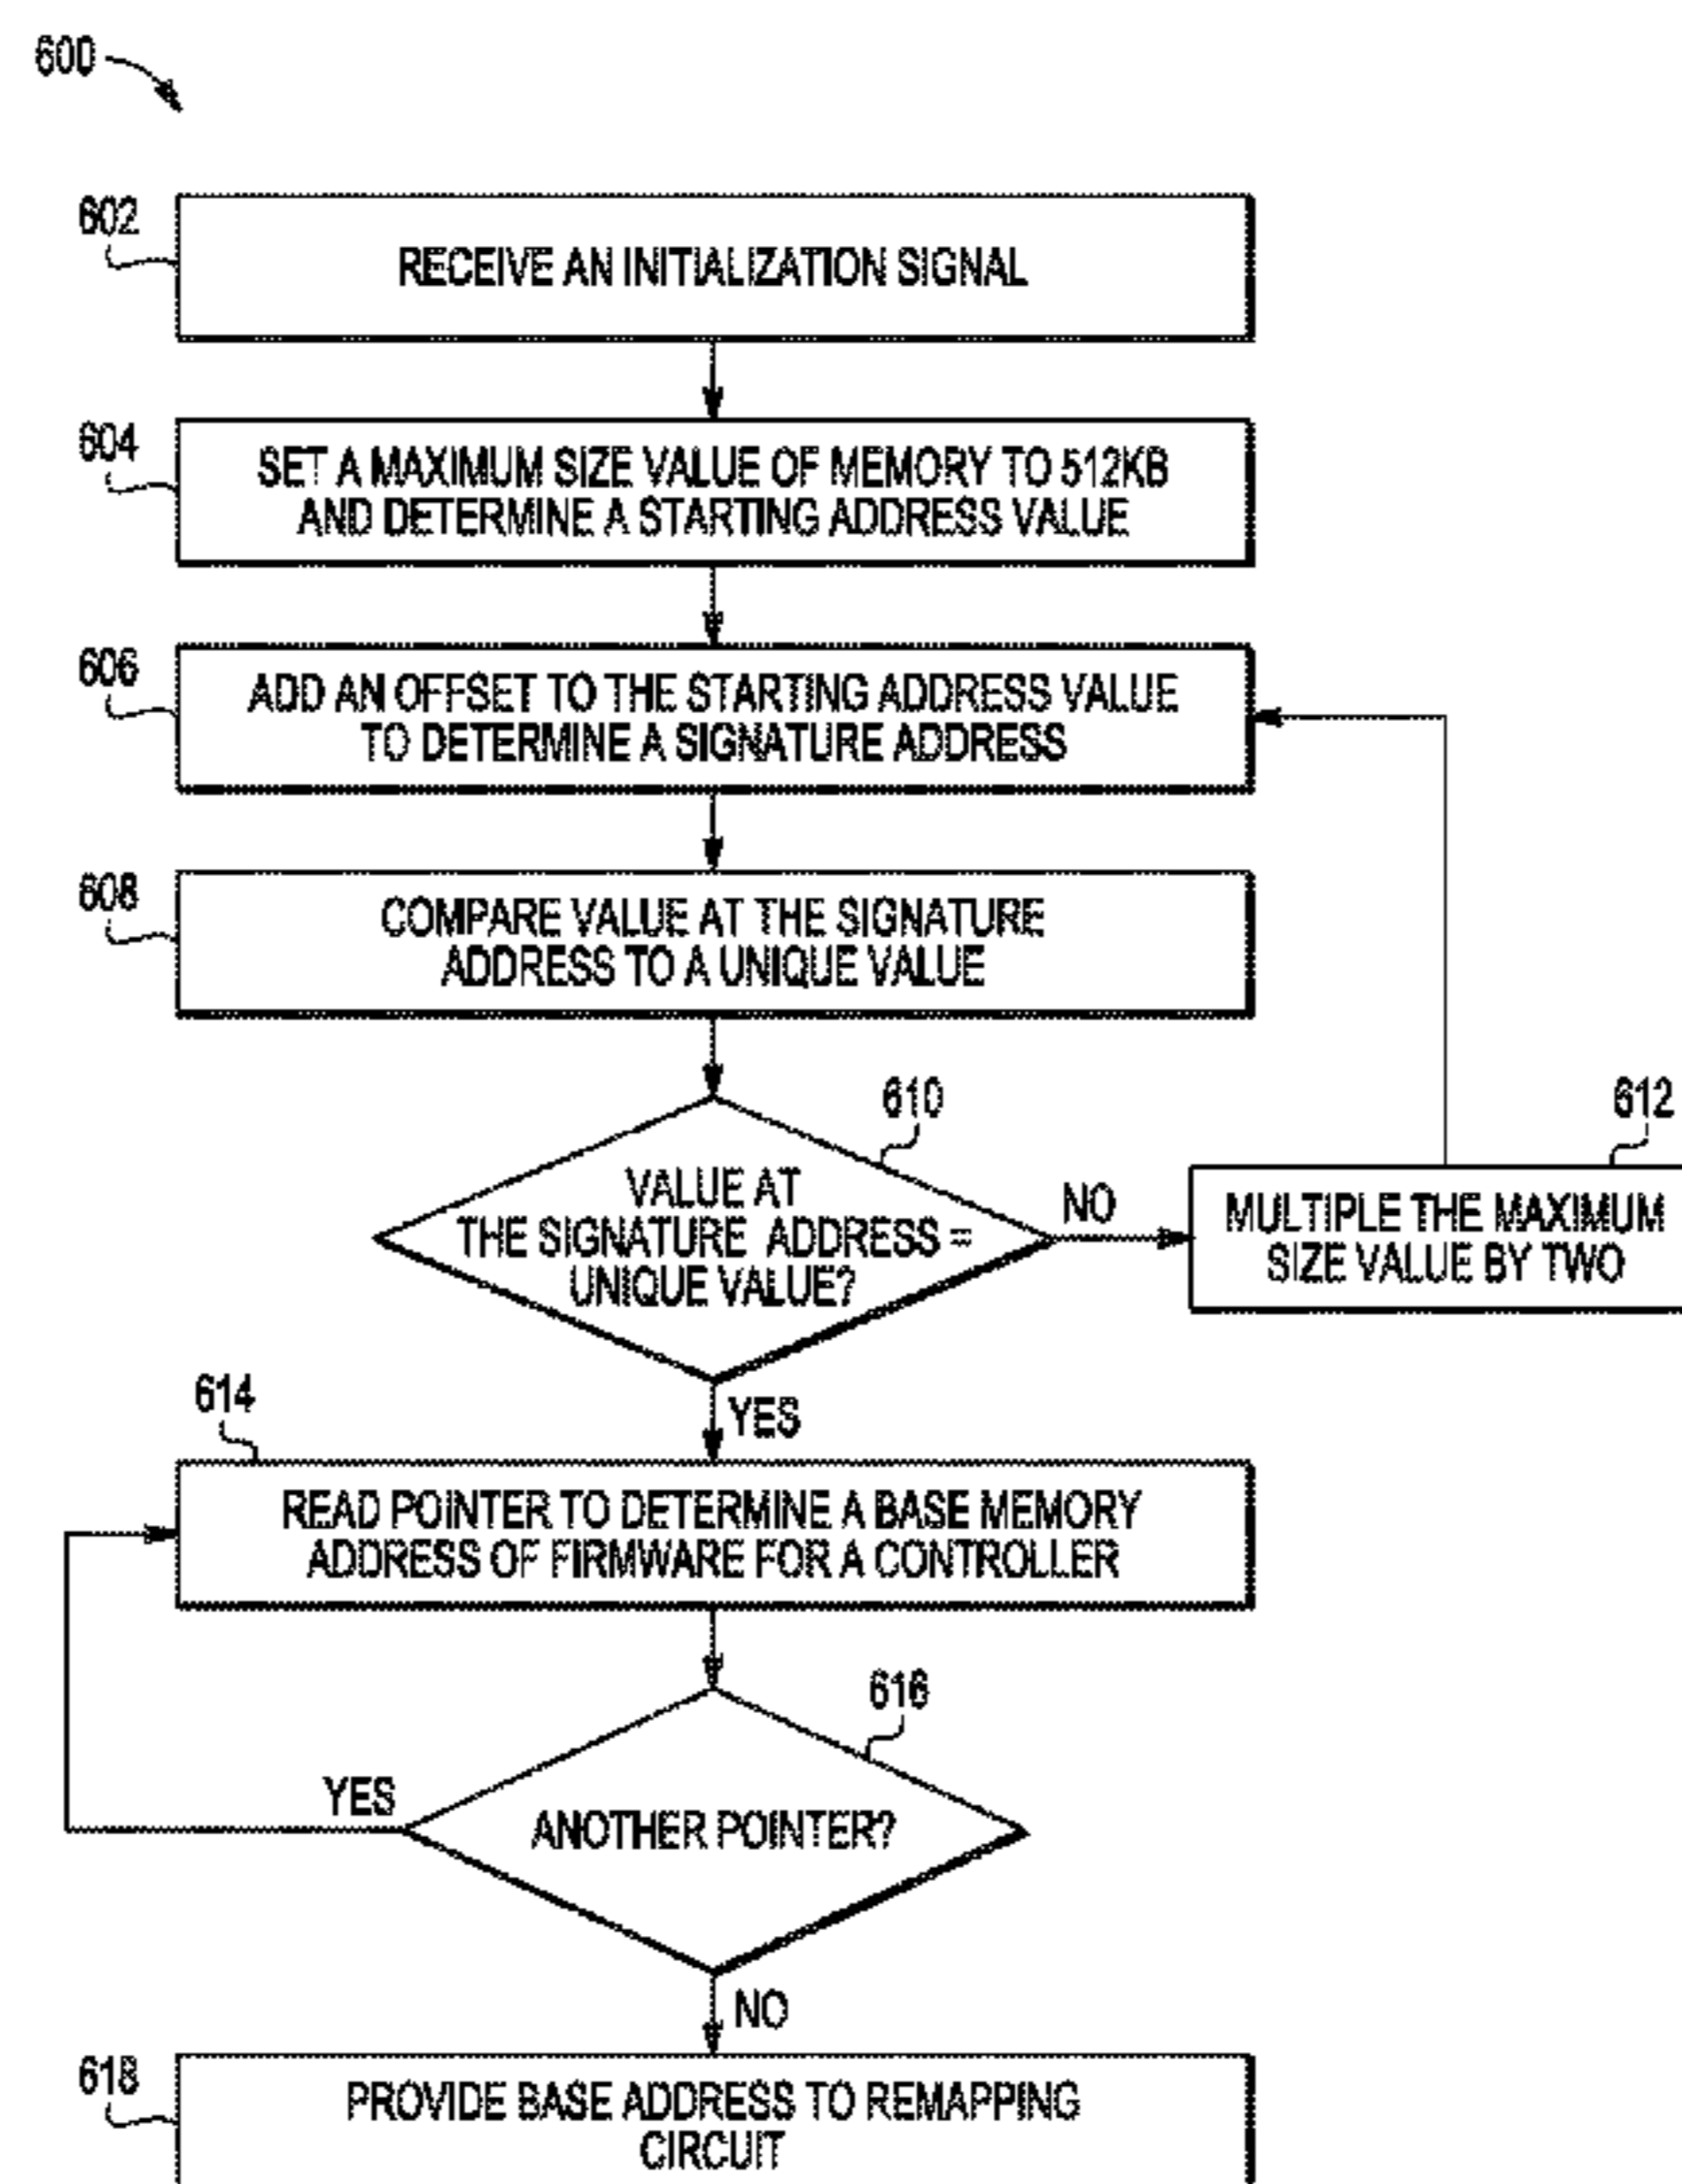 600
602
RECEIVE AN INITIALIZATION SIGNAL
604
SET A MAXIMUM SIZE VALUE OF MEMORY TO 512KB
AND DETERMINE A STARTING ADDRESS VALUE
606
ADD AN OFFSET TO THE STARTING ADDRESS VALUE
TO DETERMINE A SIGNATURE ADDRESS
608
COMPARE VALUE AT THE SIGNATURE
ADDRESS TO A UNIQUE VALUE
610
VALUE AT
THE SIGNATURE ADDRESS =
UNIQUE VALUE?
NO
612
MULTIPLE THE MAXIMUM
SIZE VALUE BY TWO
YES
614
READ POINTER TO DETERMINE A BASE MEMORY
ADDRESS OF FIRMWARE FOR A CONTROLLER
616
ANOTHER POINTER?
YES
NO
618
PROVIDE BASE ADDRESS TO REMAPPING
CIRCUIT